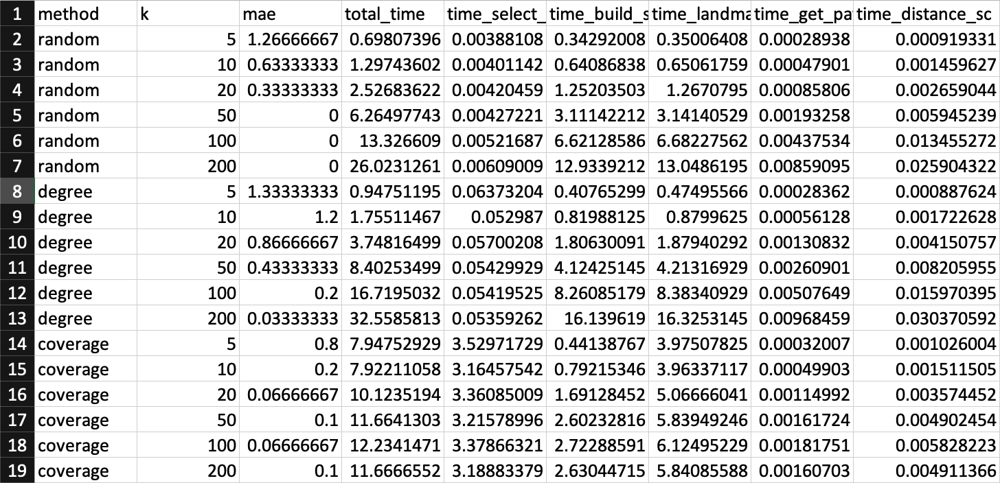 1 method k mae total_time time_select_ time_build_s time_landma time_get_pa time_distance_sc
2 random 5 1.26666667 0.69807396 0.00388108 0.34292008 0.35006408 0.00028938 0.000919331
3 random 10 0.63333333 1.29743602 0.00401142 0.64086838 0.65061759 0.00047901 0.001459627
4 random 20 0.33333333 2.52683622 0.00420459 1.25203503 1.2670795 0.00085806 0.002659044
5 random 50 0 6.26497743 0.00427221 3.11142212 3.14140529 0.00193258 0.005945239
6 random 100 0 13.326609 0.00521687 6.62128586 6.68227562 0.00437534 0.013455272
7 random 200 0 26.0231261 0.00609009 12.9339212 13.0486195 0.00859095 0.025904322
8 degree 5 1.33333333 0.94751195 0.06373204 0.40765299 0.47495566 0.00028362 0.000887624
9 degree 10 1.2 1.75511467 0.052987 0.81988125 0.8799625 0.00056128 0.001722628
10 degree 20 0.86666667 3.74816499 0.05700208 1.80630091 1.87940292 0.00130832 0.004150757
11 degree 50 0.43333333 8.40253499 0.05429929 4.12425145 4.21316929 0.00260901 0.008205955
12 degree 100 0.2 16.7195032 0.05419525 8.26085179 8.38340929 0.00507649 0.015970395
13 degree 200 0.03333333 32.5585813 0.05359262 16.139619 16.3253145 0.00968459 0.030370592
14 coverage 5 0.8 7.94752929 3.52971729 0.44138767 3.97507825 0.00032007 0.001026004
15 coverage 10 0.2 7.92211058 3.16457542 0.79215346 3.96337117 0.00049903 0.001511505
16 coverage 20 0.06666667 10.1235194 3.36085009 1.69128452 5.06666041 0.00114992 0.003574452
17 coverage 50 0.1 11.6641303 3.21578996 2.60232816 5.83949246 0.00161724 0.004902454
18 coverage 100 0.06666667 12.2341471 3.37866321 2.72288591 6.12495229 0.00181751 0.005828223
19 coverage 200 0.1 11.6666552 3.18883379 2.63044715 5.84085588 0.00160703 0.004911366